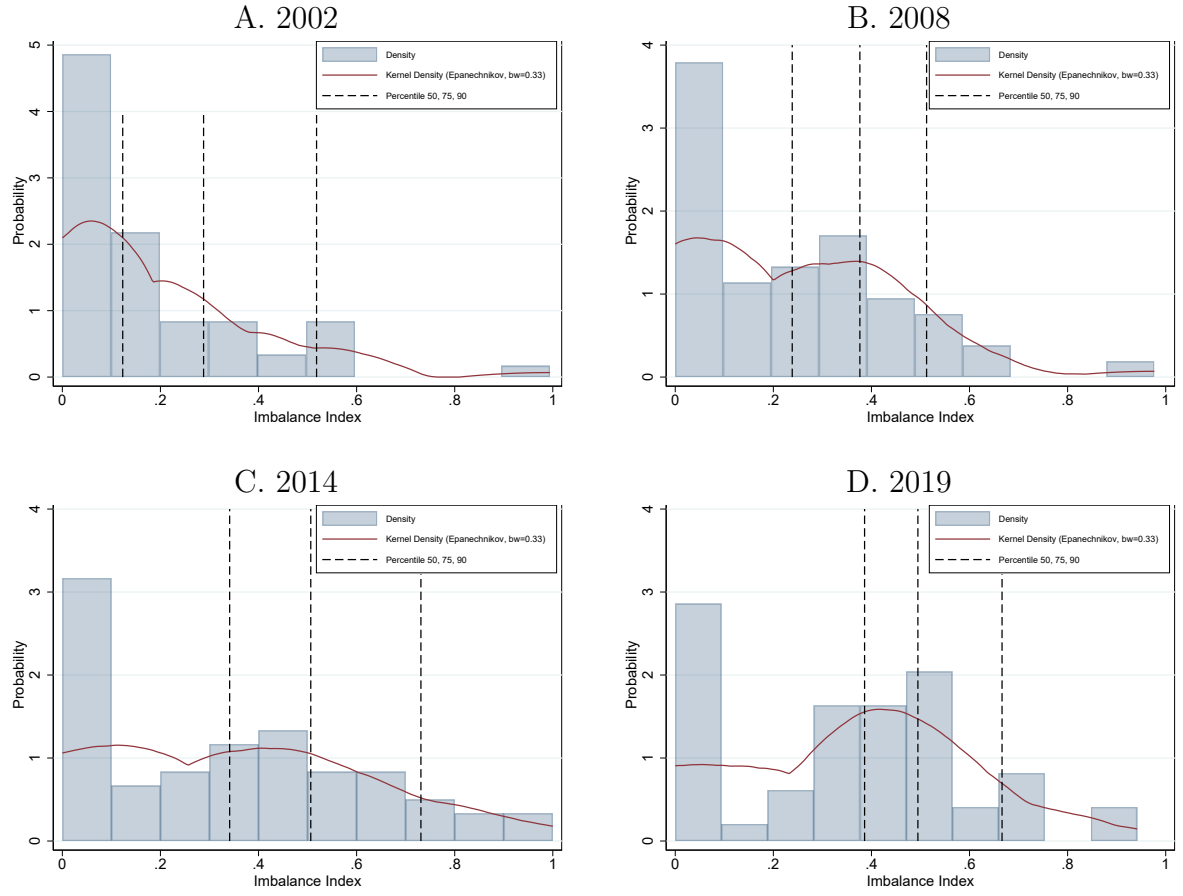 A. 2002
Density
Kernel Density (Epanechnikov, bw=0.33)
Percentile 50, 75, 90
Probability
5
4
3
2
1
0
0 .2 .4 .6 .8 1
Imbalance Index
B. 2008
Density
Kernel Density (Epanechnikov, bw=0.33)
Percentile 50, 75, 90
Probability
4
3
2
1
0
0 .2 .4 .6 .8 1
Imbalance Index
C. 2014
Density
Kernel Density (Epanechnikov, bw=0.33)
Percentile 50, 75, 90
Probability
4
3
2
1
0
0 .2 .4 .6 .8 1
Imbalance Index
D. 2019
Density
Kernel Density (Epanechnikov, bw=0.33)
Percentile 50, 75, 90
Probability
4
3
2
1
0
0 .2 .4 .6 .8 1
Imbalance Index